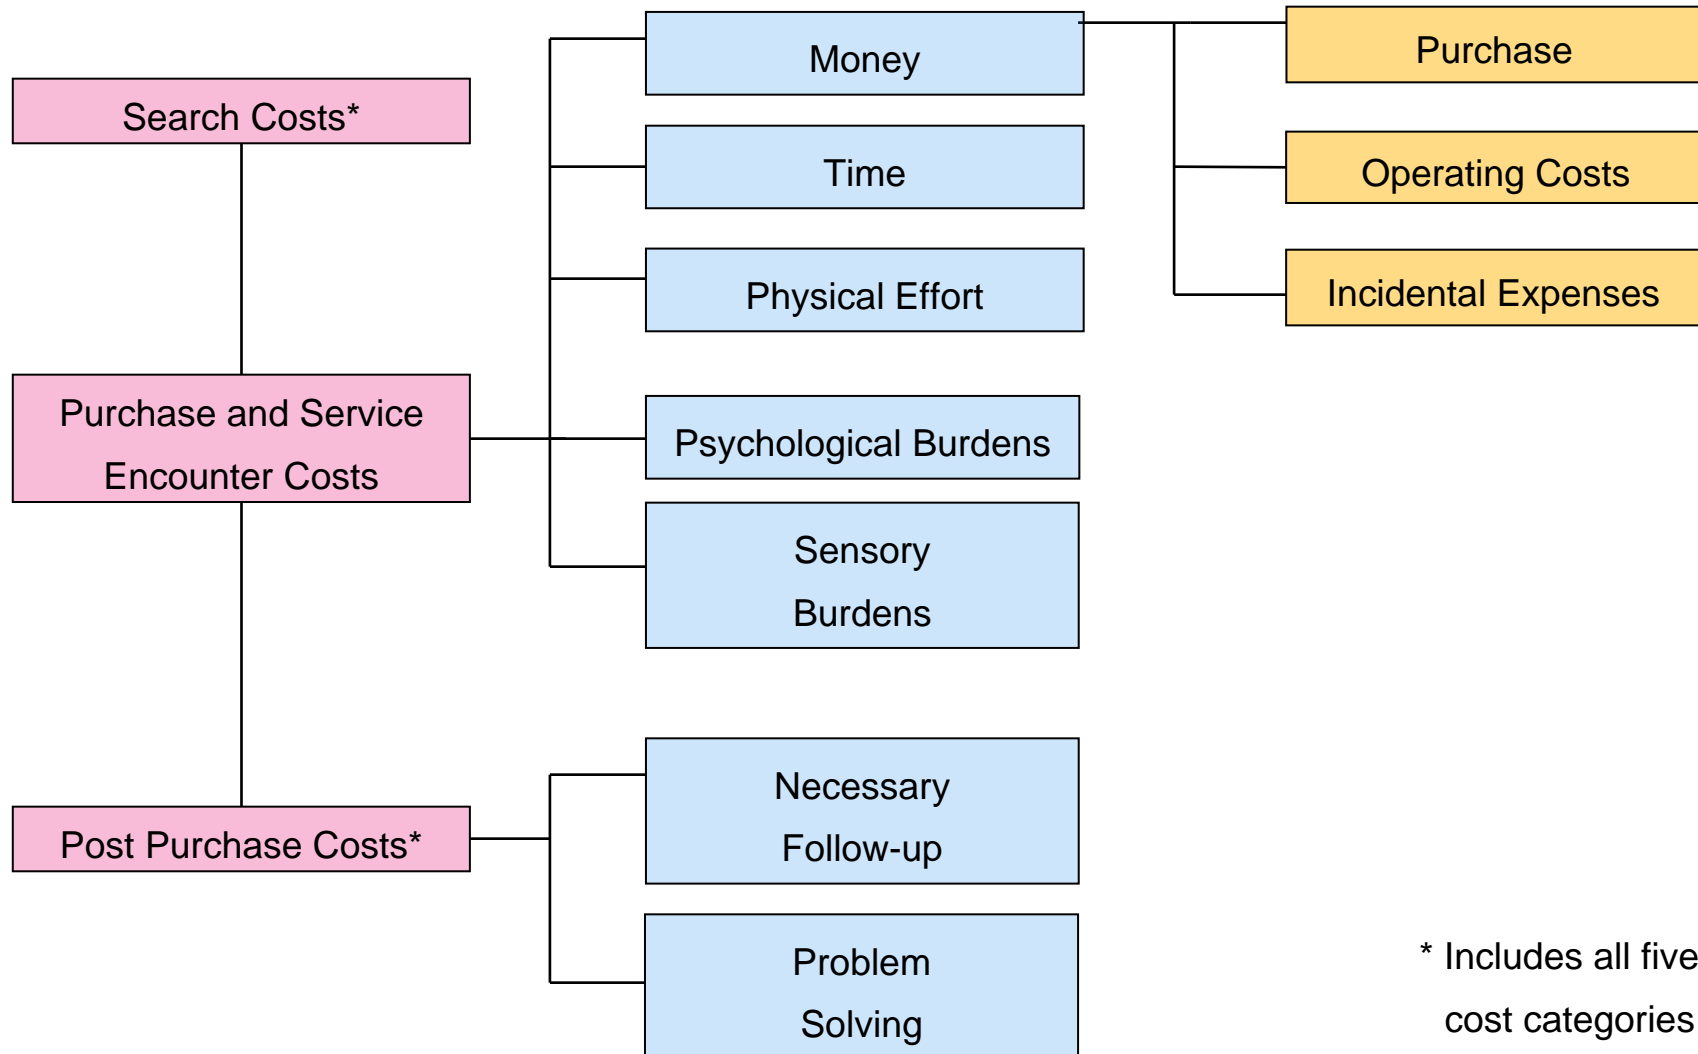 Search Costs*
Purchase and Service
Encounter Costs
Post Purchase Costs*
Money
Time
Physical Effort
Psychological Burdens
Sensory
Burdens
Necessary
Follow-up
Problem
Solving
Purchase
Operating Costs
Incidental Expenses
* Includes all five
cost categories